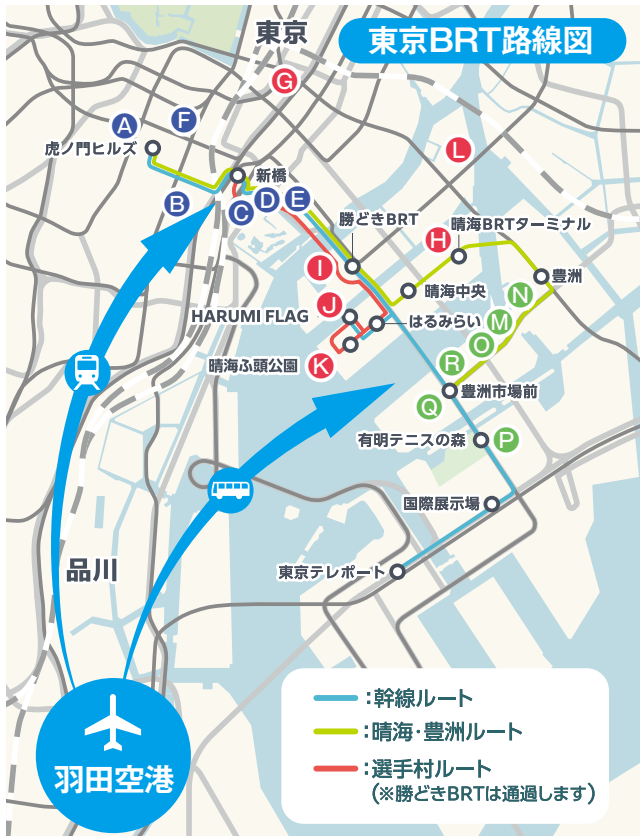 東京
東京BRT路線図
G
F
A
虎ノ門ヒルズ
L
新橋
B
C
D
E
勝どきBRT
晴海BRTターミナル
H
I
豊洲
晴海中央
N
J
HARUMI FLAG
はるみらい
M
O
K
晴海ふ頭公園
R
豊洲市場前
Q
有明テニスの森
P
国際展示場
東京テレポート
品川
羽田空港
:幹線ルート
:晴海・豊洲ルート
:選手村ルート
(※勝どきBRTは通過します)